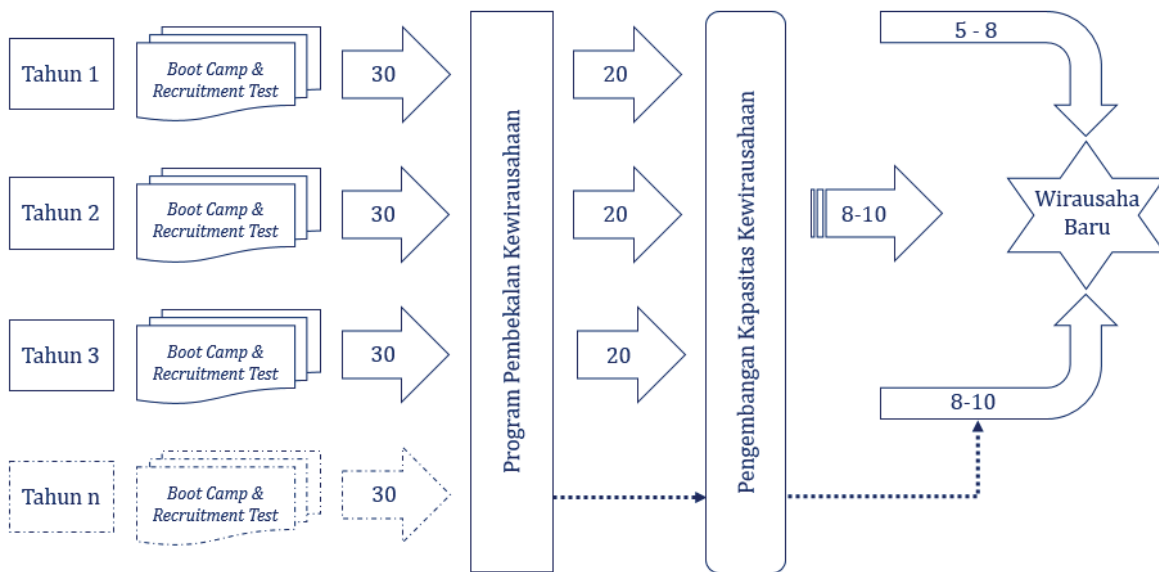 Tahun 1
Boot Camp &
Recruitment Test
30
20
5 - 8
Tahun 2
Boot Camp &
Recruitment Test
30
20
8-10
Wirausaha
Baru
Tahun 3
Boot Camp &
Recruitment Test
30
20
8-10
Tahun n
Boot Camp &
Recruitment Test
30
Program Pembekalan Kewirausahaan
Pengembangan Kapasitas Kewirausahaan